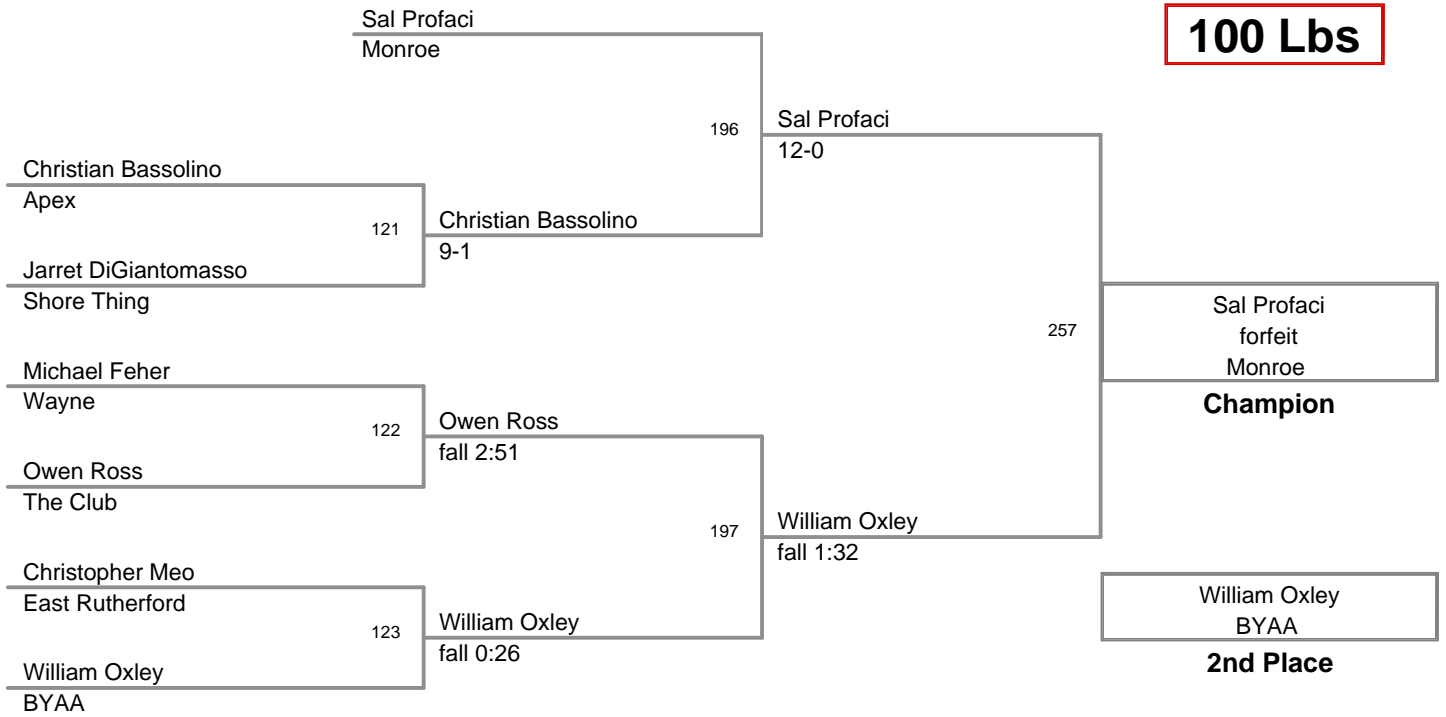 Sal Profaci
Monroe
100 Lbs
196
Sal Profaci
12-0
Christian Bassolino
Apex
121
Christian Bassolino
9-1
Jarret DiGiantomasso
Shore Thing
257
Sal Profaci
forfeit
Monroe
Champion
Michael Feher
Wayne
122
Owen Ross
fall 2:51
Owen Ross
The Club
197
William Oxley
fall 1:32
Christopher Meo
East Rutherford
123
William Oxley
fall 0:26
William Oxley
BYAA
William Oxley
BYAA
2nd Place